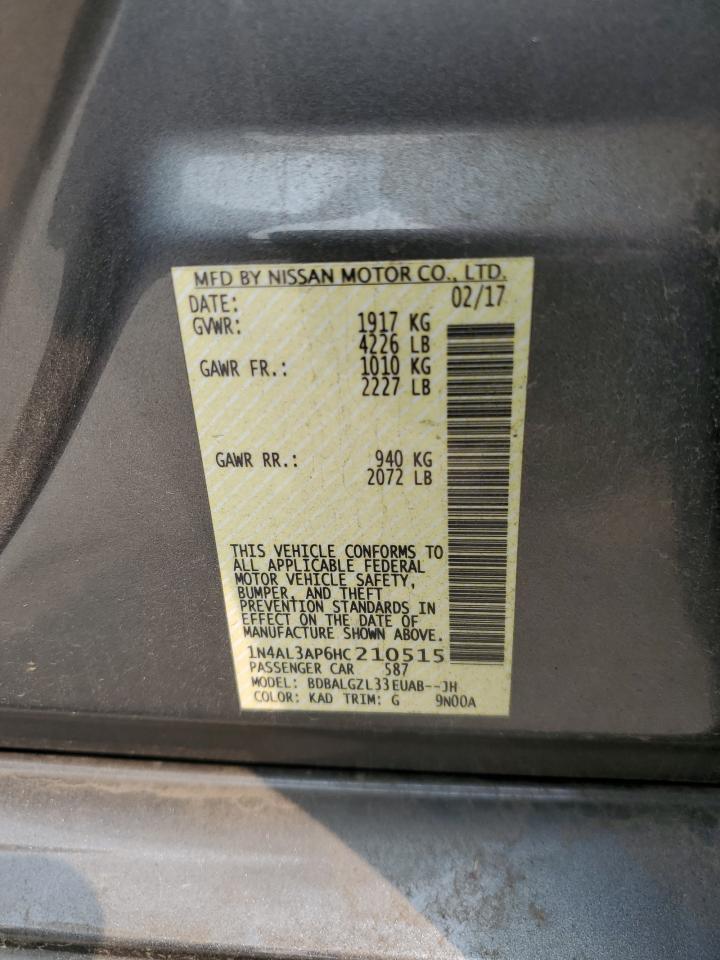 MFD BY NISSAN MOTOR CO., LTD.
DATE: 02/17
GVWR: 1917 KG
4226 LB
GAWR FR.: 1010 KG
2227 LB
GAWR RR.: 940 KG
2072 LB
THIS VEHICLE CONFORMS TO
ALL APPLICABLE FEDERAL
MOTOR VEHICLE SAFETY,
BUMPER, AND THEFT
PREVENTION STANDARDS IN
EFFECT ON THE DATE OF
MANUFACTURE SHOWN ABOVE.
1N4AL3AP6HC210515
PASSENGER CAR 587
MODEL: BDBALGZL33EUAB--JH
COLOR: KAD TRIM: G 9N00A